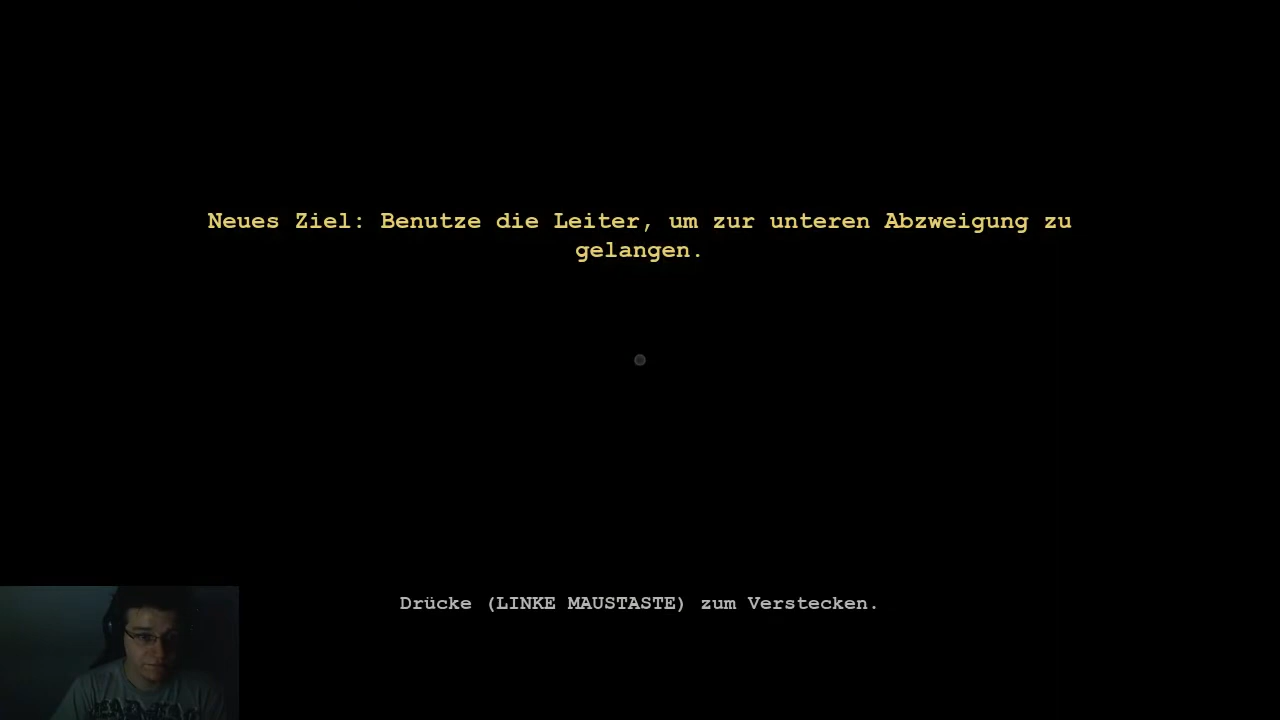 Neues Ziel: Benutze die Leiter, um zur unteren Abzweigung zu
gelangen.
Drücke (LINKE MAUSTASTE) zum Verstecken.